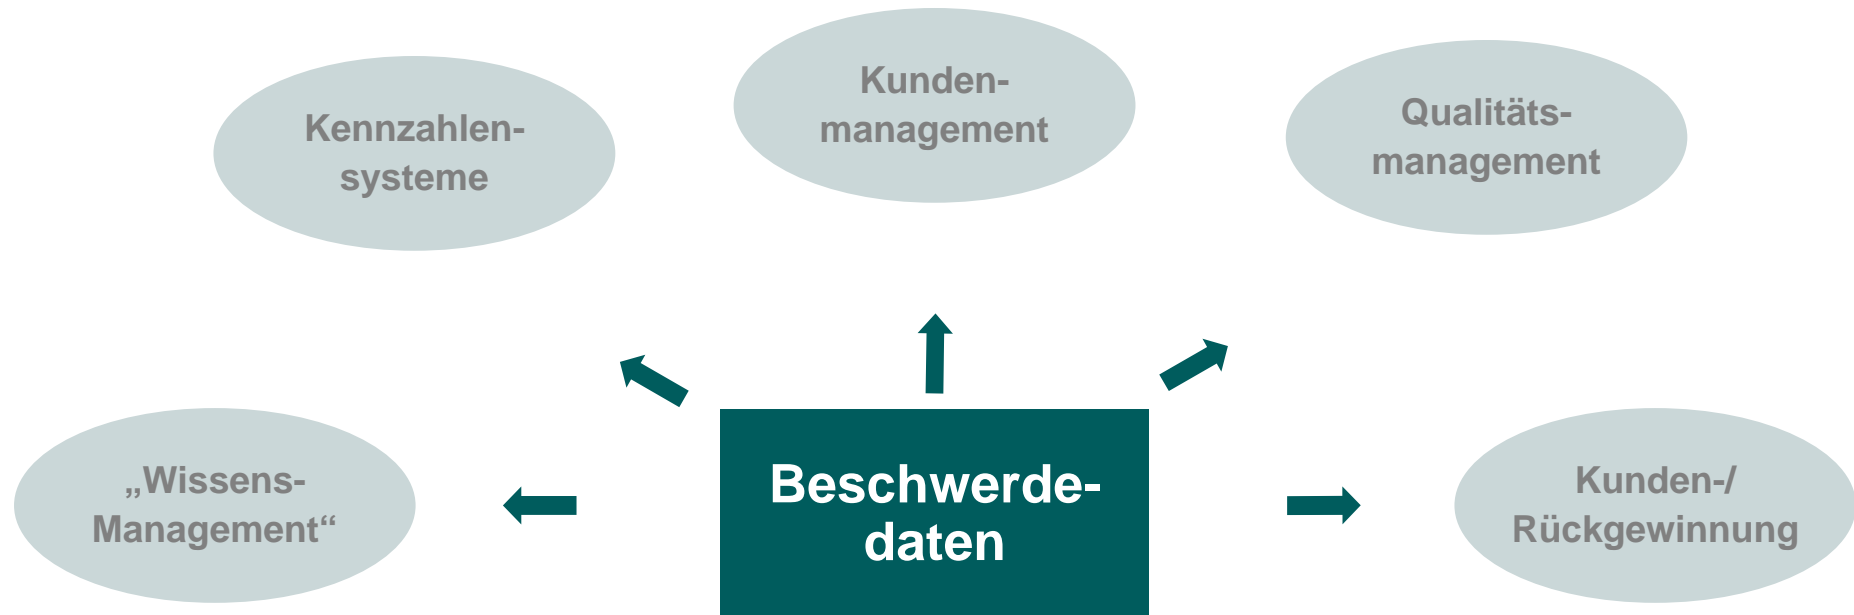 Kunden-
management
Kennzahlen-
systeme
Qualitäts-
management
„Wissens-
Management“
Beschwerde-
daten
Kunden-/
Rückgewinnung